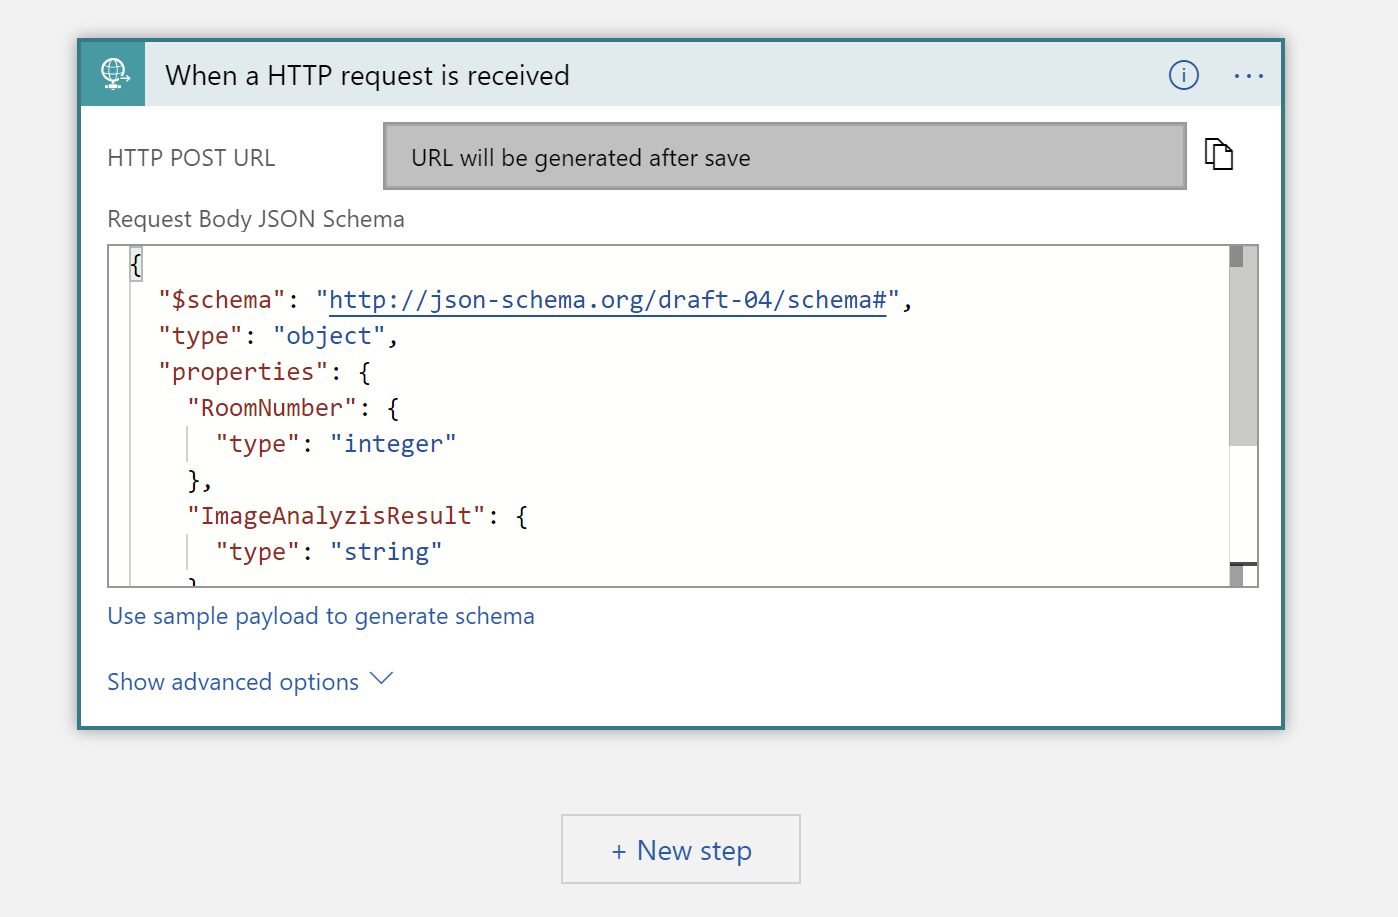 When a HTTP request is received
HTTP POST URL
URL will be generated after save
Request Body JSON Schema
{
"$schema": "http://json-schema.org/draft-04/schema#",
"type": "object",
"properties": {
"RoomNumber": {
"type": "integer"
},
"ImageAnalyzisResult": {
"type": "string"
}
Use sample payload to generate schema
Show advanced options
+ New step